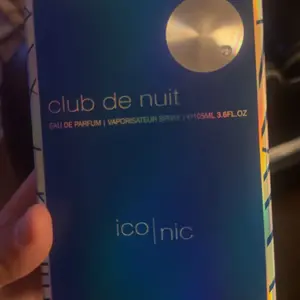 club de nuit
EAU DE PARFUM | VAPORISATEUR SPRAY | 105ML 3.6FL.OZ
ico|nic